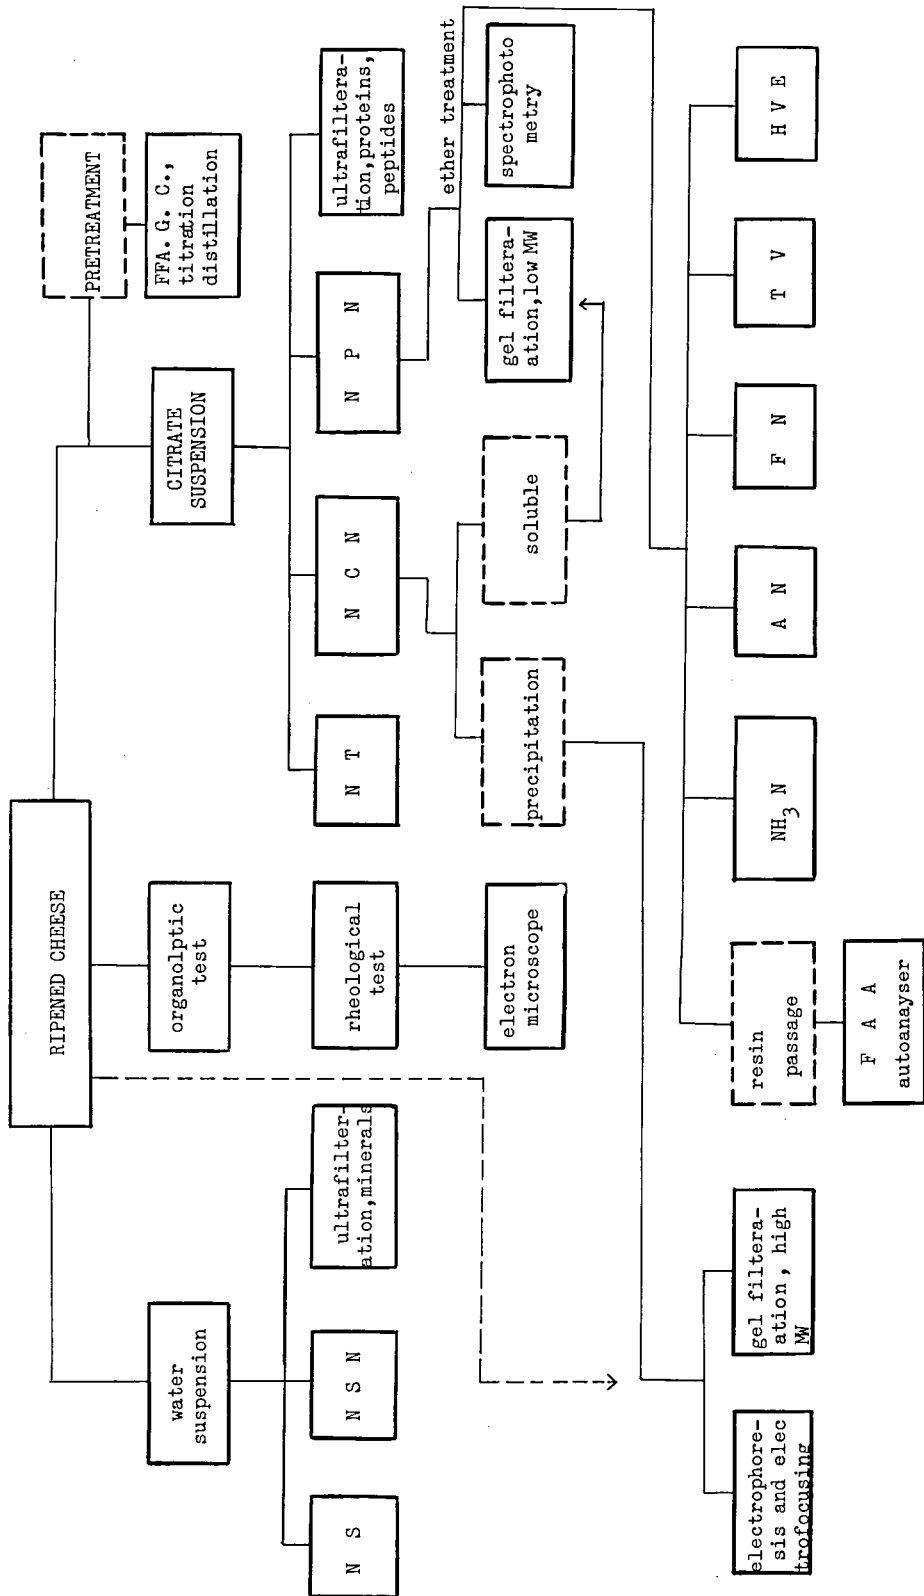 RIPENED CHEESE
PRETREATMENT
FFA. G. C.,
titration
distillation
water
suspension
organolptic
test
CITRATE
SUSPENSION
N S
N S N
ultrafilter-
ation,minerals
rheological
test
N T
N C N
N P N
ultrafiltera-
tion,proteins,
peptides
ether treatment
electron
microscope
precipitation
soluble
gel filtera-
ation,low MW
spectrophoto
metry
electrophore-
sis and elec
trofocusing
gel filtera-
ation, high
MW
resin
passage
NH3 N
A N
F N
T V
H V E
F A A
autoanayser